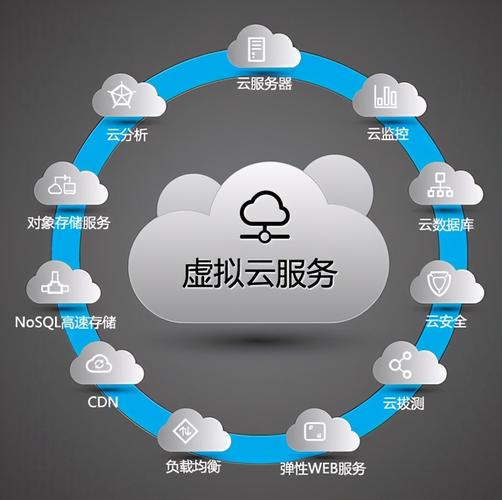 云服务器
云分析
云监控
对象存储服务
云数据库
虚拟云服务
NoSQL高速存储
云安全
CDN
云拨测
负载均衡
弹性WEB服务